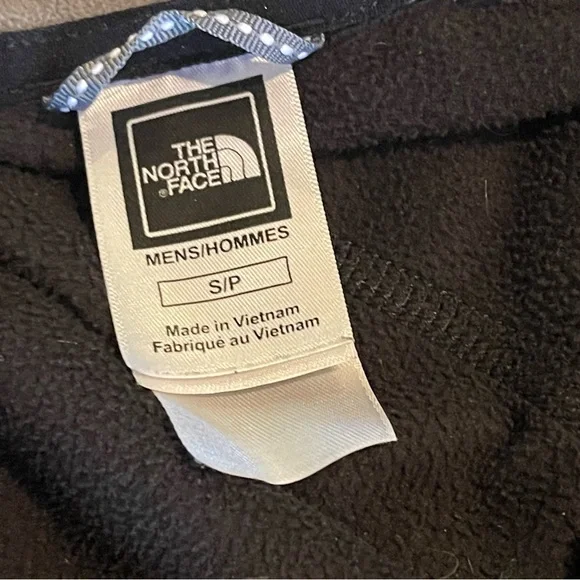 THE
NORTH
FACE
MENS/HOMMES
S/P
Made in Vietnam
Fabriqué au Vietnam